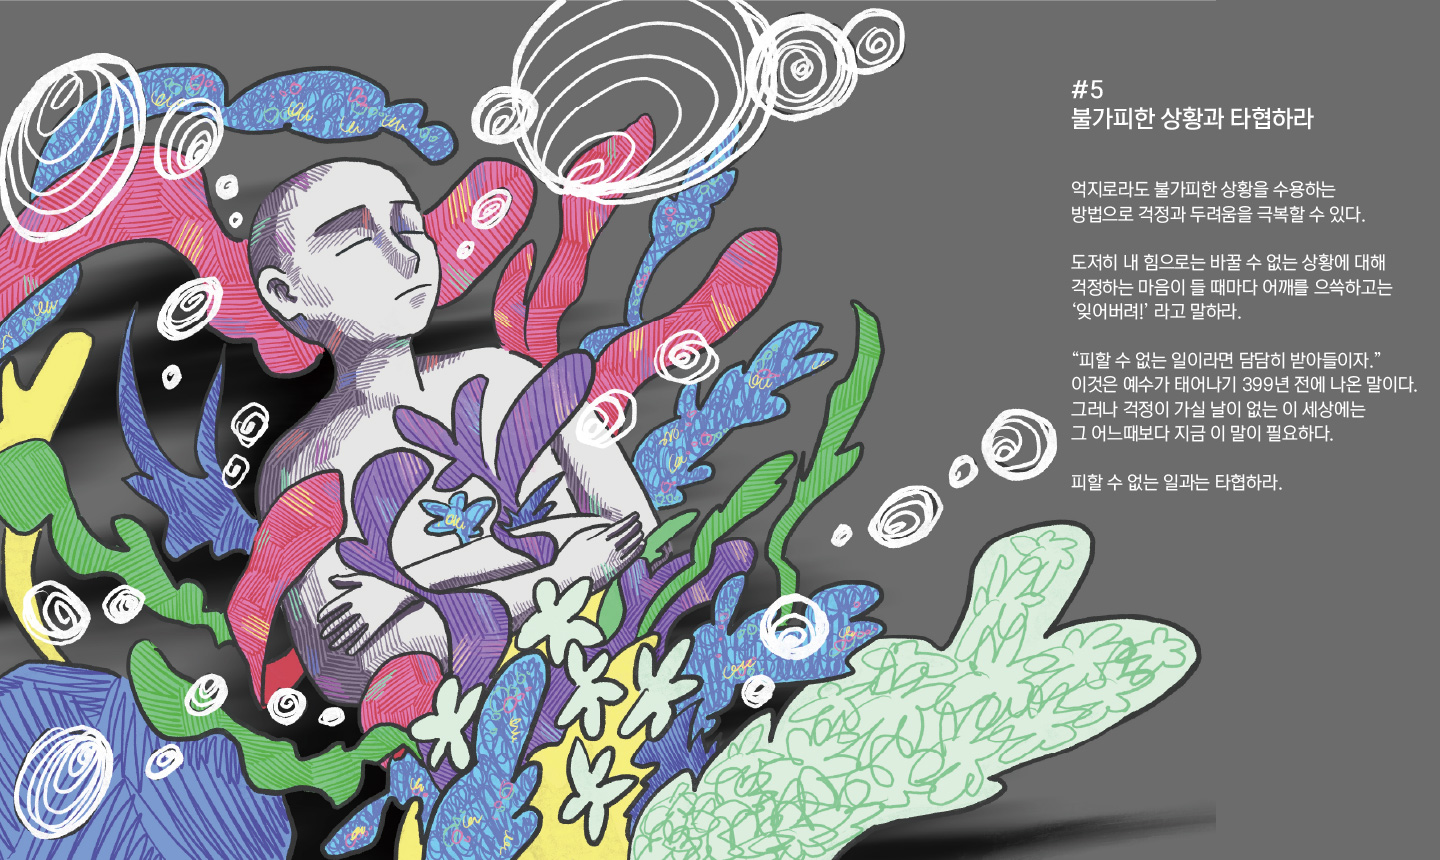 #5
불가피한 상황과 타협하라
억지로라도 불가피한 상황을 수용하는
방법으로 걱정과 두려움을 극복할 수 있다.
도저히 내 힘으로는 바꿀 수 없는 상황에 대해
걱정하는 마음이 들 때마다 어깨를 으쓱하고는
‘잊어버려!’ 라고 말하라.
“피할 수 없는 일이라면 담담히 받아들이자.”
이것은 예수가 태어나기 399년 전에 나온 말이다.
그러나 걱정이 가실 날이 없는 이 세상에는
그 어느때보다 지금 이 말이 필요하다.
피할 수 없는 일과는 타협하라.